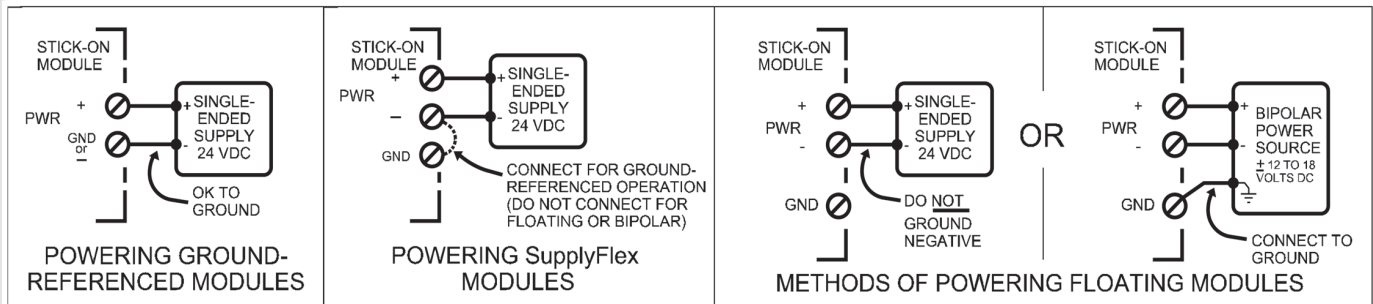 STICK-ON
MODULE
+
PWR
GND
or
–
+ SINGLE-
ENDED
SUPPLY
- 24 VDC
OK TO
GROUND
POWERING GROUND-
REFERENCED MODULES
STICK-ON
MODULE
+
PWR
–
GND
+ SINGLE-
ENDED
SUPPLY
- 24 VDC
CONNECT FOR GROUND-
REFERENCED OPERATION
(DO NOT CONNECT FOR
FLOATING OR BIPOLAR)
POWERING SupplyFlex
MODULES
STICK-ON
MODULE
+
PWR
-
GND
+ SINGLE-
ENDED
SUPPLY
- 24 VDC
DO NOT
GROUND
NEGATIVE
OR
STICK-ON
MODULE
+
PWR
-
GND
+
BIPOLAR
POWER
- SOURCE
± 12 TO 18
VOLTS DC
CONNECT TO
GROUND
METHODS OF POWERING FLOATING MODULES